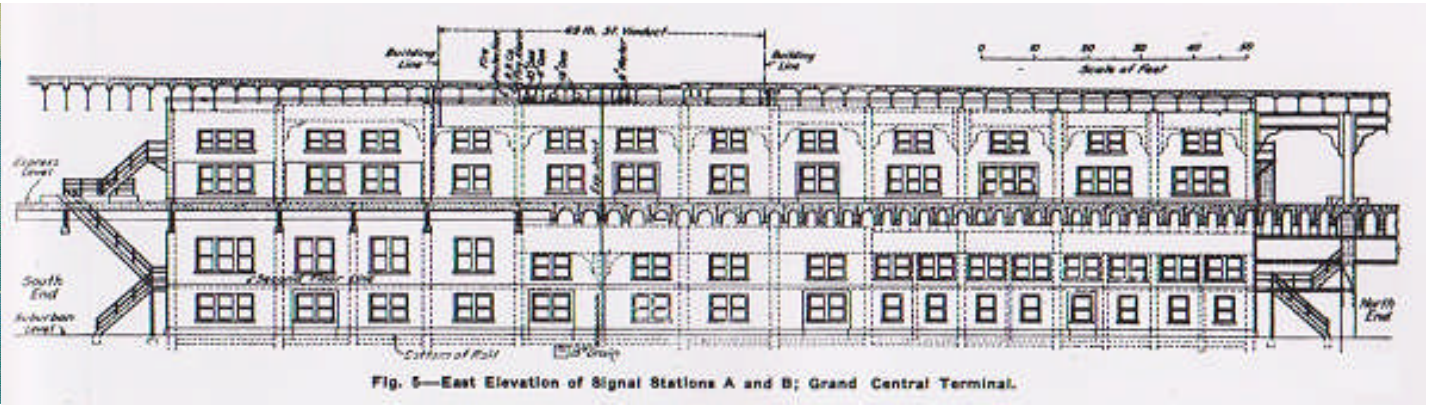 49th. St. Viaduct
Building
Line
Building
Line
0 10 20 30 40 50
Scale of Feet
Express
Level
South
End
Suburban
Level
Second Floor Line
North
End
Bottom of Rail
Drain
Fig. 5—East Elevation of Signal Stations A and B; Grand Central Terminal.